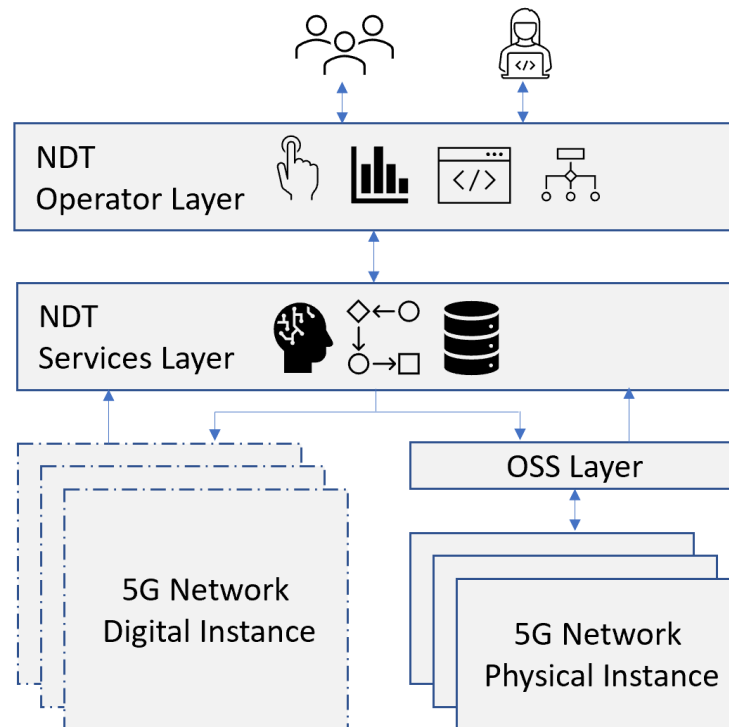 </>
NDT
Operator Layer
</>
NDT
Services Layer
OSS Layer
5G Network
Digital Instance
5G Network
Physical Instance